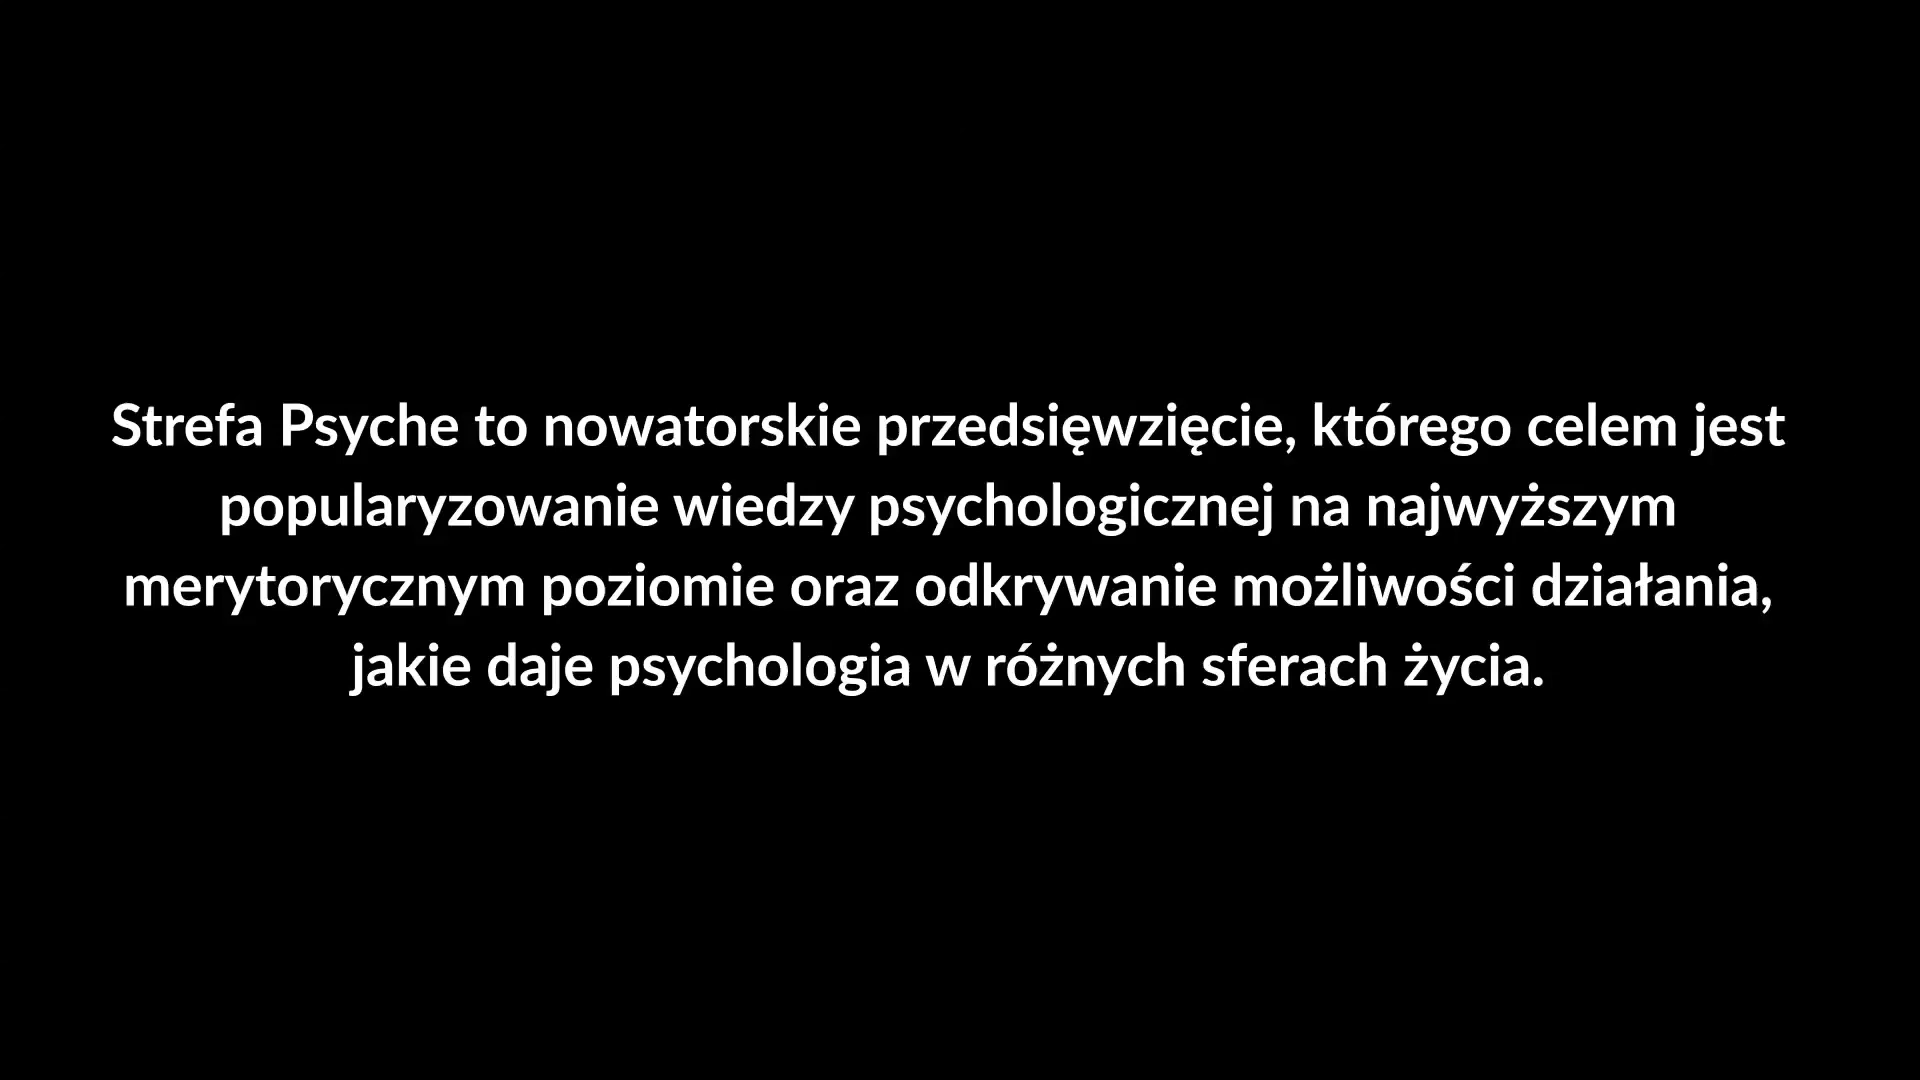 Strefa Psyche to nowatorskie przedsięwzięcie, którego celem jest
popularyzowanie wiedzy psychologicznej na najwyższym
merytorycznym poziomie oraz odkrywanie możliwości działania,
jakie daje psychologia w różnych sferach życia.